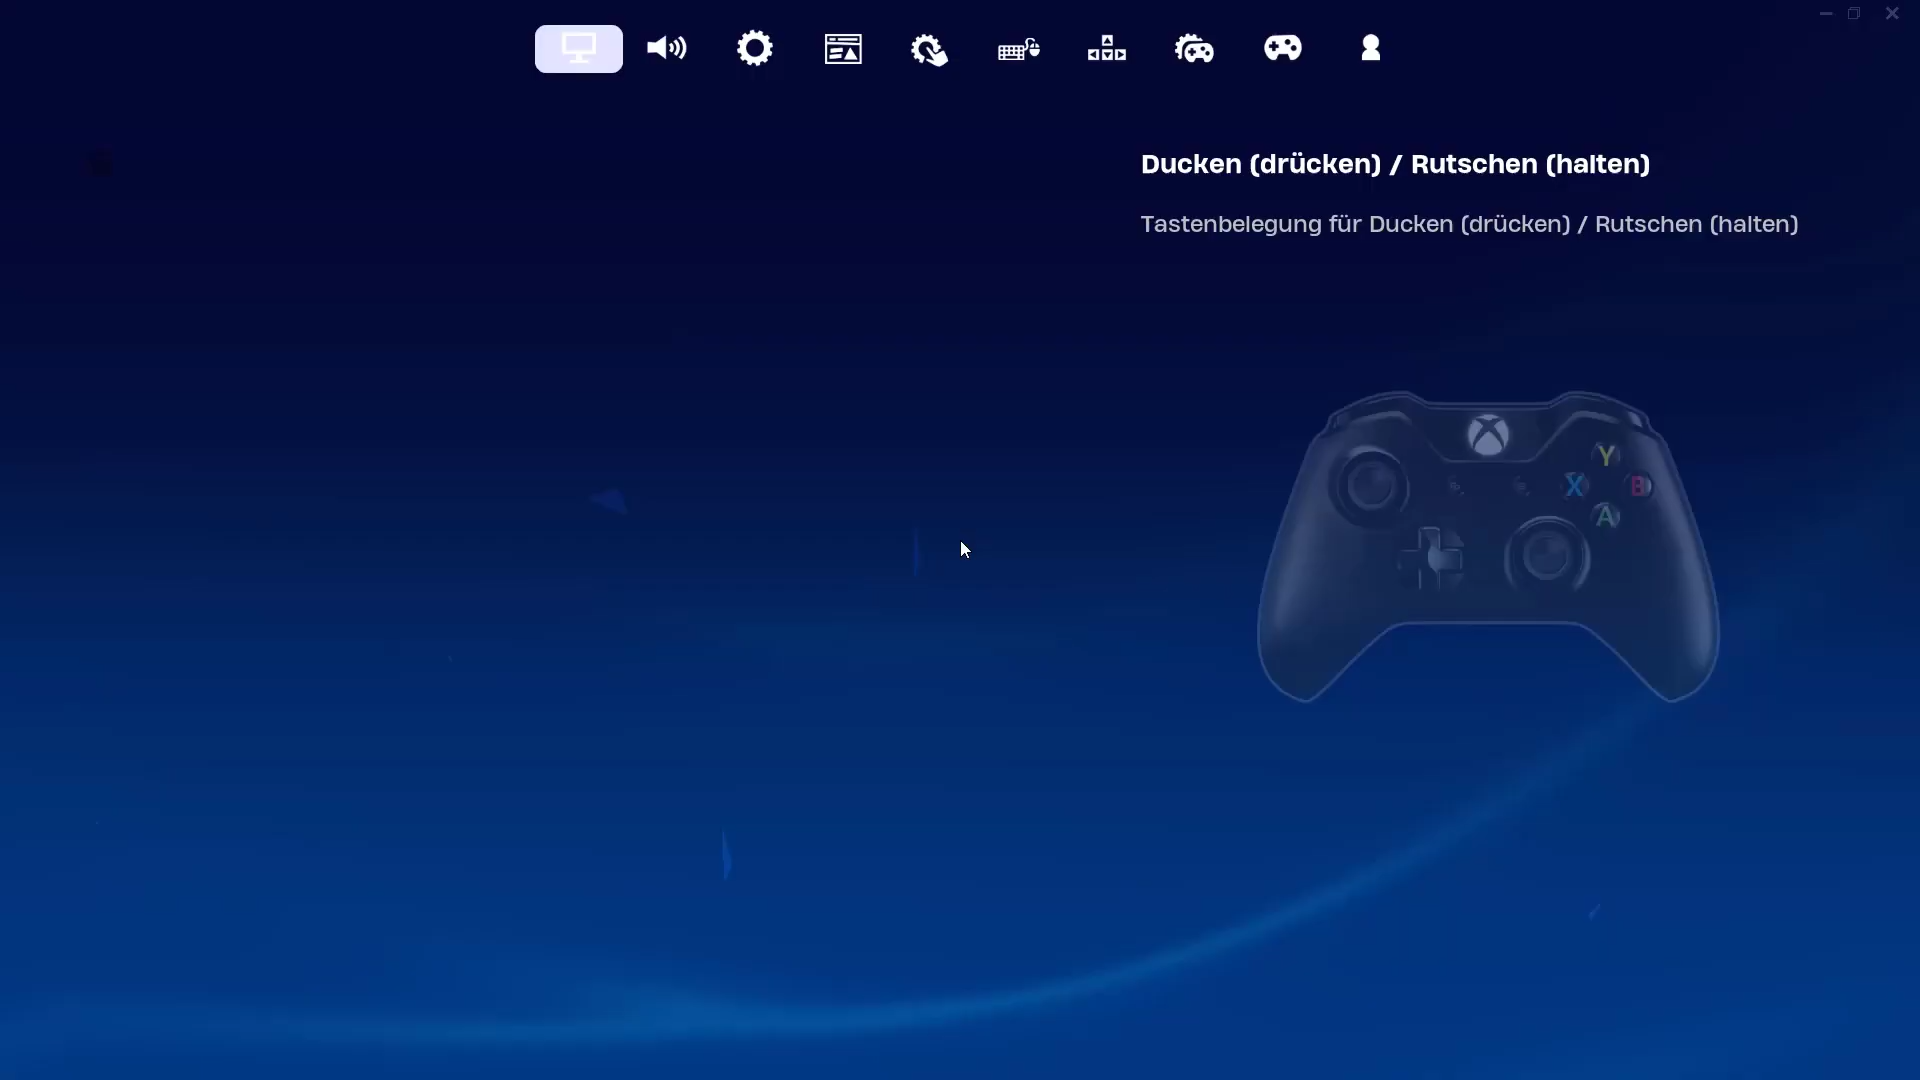 Ducken (drücken) / Rutschen (halten)
Tastenbelegung für Ducken (drücken) / Rutschen (halten)
Y
X B
A